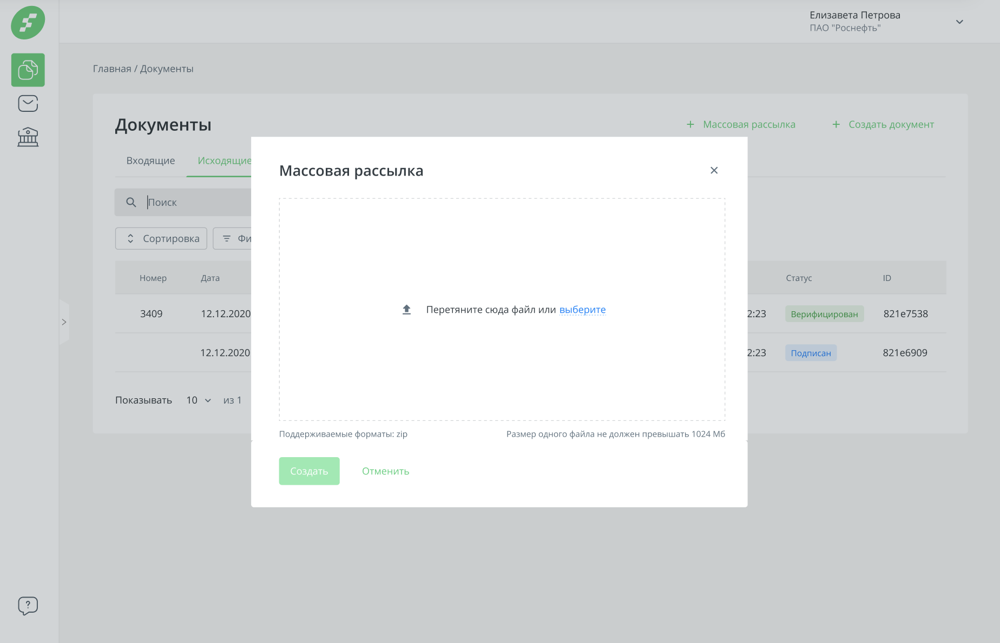 Елизавета Петрова
ПАО "Роснефть"
Главная / Документы
Документы
+ Массовая рассылка
+ Создать документ
Входящие
Исходящие
Поиск
Сортировка
Фи
Номер
Дата
Статус
ID
3409
12.12.2020
2:23
Верифицирован
821e7538
12.12.2020
2:23
Подписан
821e6909
Показывать 10 из 1
Массовая рассылка
Перетяните сюда файл или выберите
Поддерживаемые форматы: zip
Размер одного файла не должен превышать 1024 Мб
Создать
Отменить